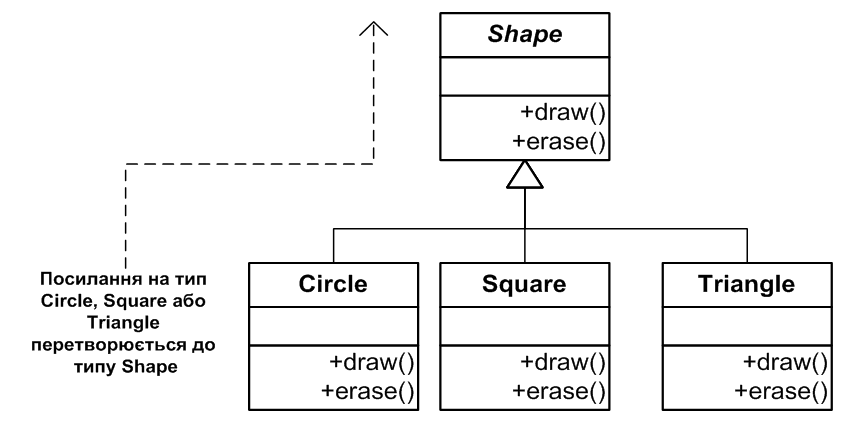 Shape
+draw()
+erase()
Посилання на тип
Circle, Square або
Triangle
перетворюється до
типу Shape
Circle
+draw()
+erase()
Square
+draw()
+erase()
Triangle
+draw()
+erase()